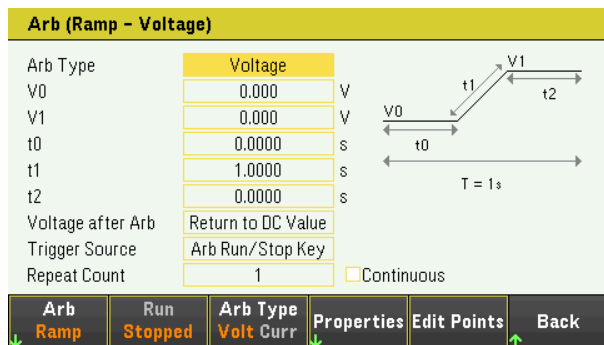 Arb (Ramp - Voltage)
Arb Type Voltage
V0 0.000 V
V1 0.000 V
t0 0.0000 s
t1 1.0000 s
t2 0.0000 s
Voltage after Arb Return to DC Value
Trigger Source Arb Run/Stop Key
Repeat Count 1 Continuous
V1
t1
t2
V0
t0
T = 1s
Arb Run Arb Type Properties Edit Points Back
Ramp Stopped Volt Curr